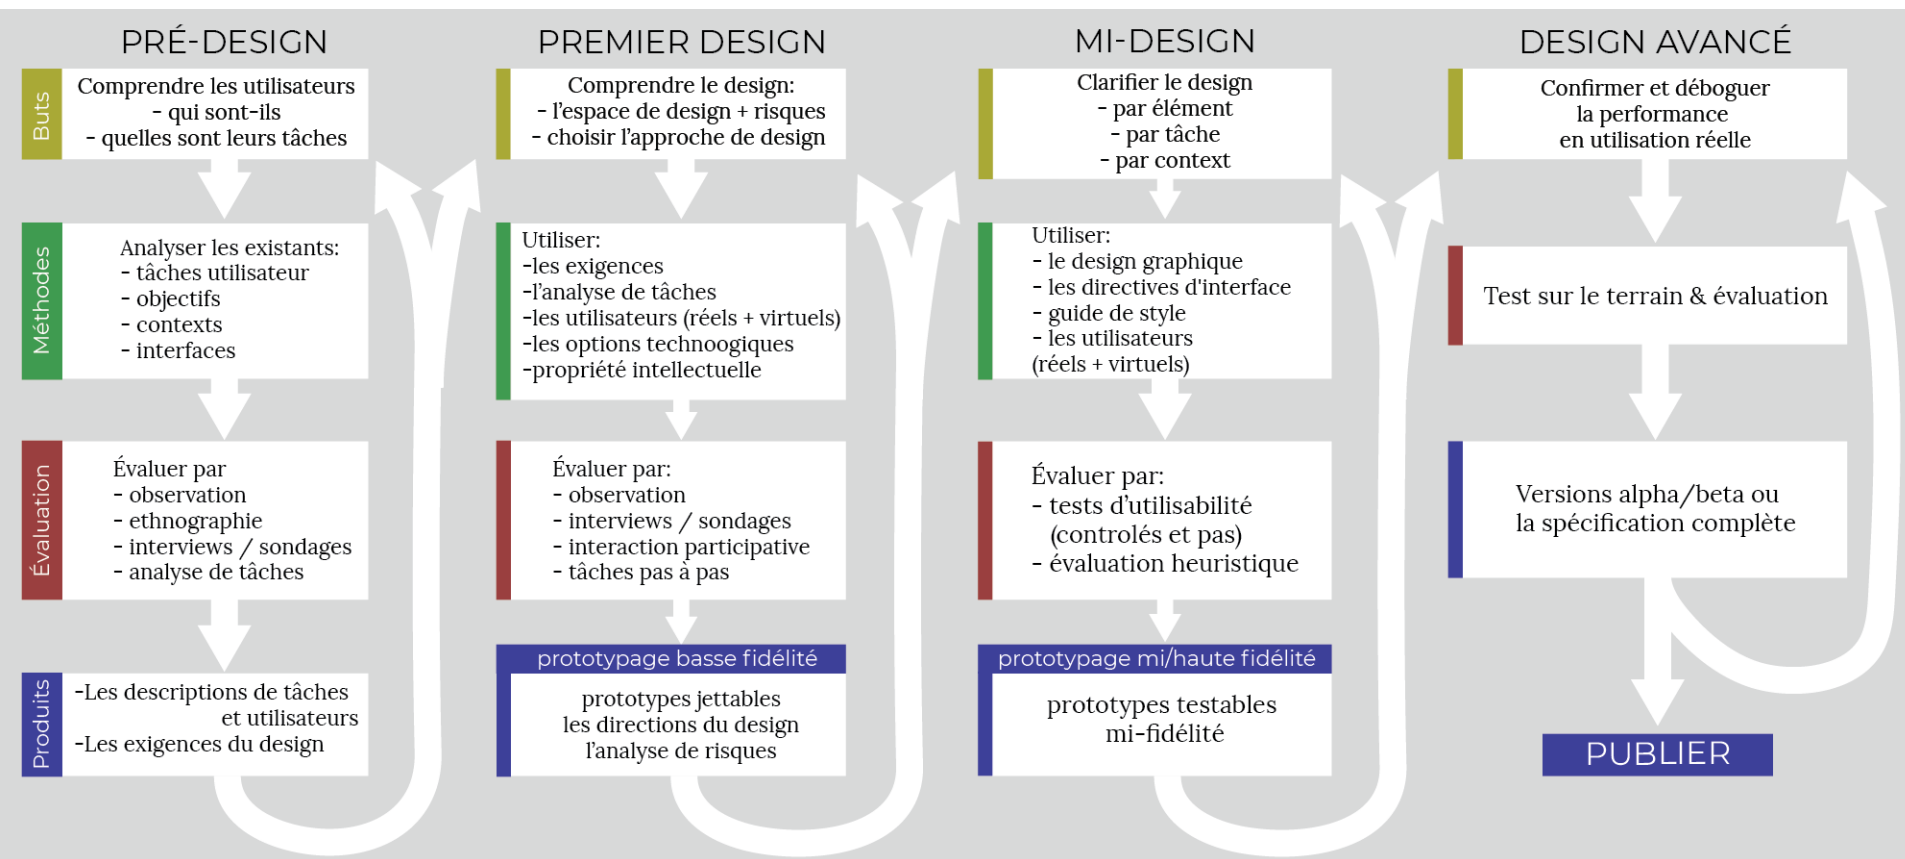 PRÉ-DESIGN
Buts
Comprendre les utilisateurs
- qui sont-ils
- quelles sont leurs tâches
Méthodes
Analyser les existants:
- tâches utilisateur
- objectifs
- contexts
- interfaces
Évaluation
Évaluer par
- observation
- ethnographie
- interviews / sondages
- analyse de tâches
Produits
-Les descriptions de tâches
et utilisateurs
-Les exigences du design
PREMIER DESIGN
Comprendre le design:
- l'espace de design + risques
- choisir l'approche de design
Utiliser:
-les exigences
-l'analyse de tâches
-les utilisateurs (réels + virtuels)
-les options technoogiques
-propriété intellectuelle
Évaluer par:
- observation
- interviews / sondages
- interaction participative
- tâches pas à pas
prototypage basse fidélité
prototypes jettables
les directions du design
l'analyse de risques
MI-DESIGN
Clarifier le design
- par élément
- par tâche
- par context
Utiliser:
- le design graphique
- les directives d'interface
- guide de style
- les utilisateurs
(réels + virtuels)
Évaluer par:
- tests d'utilisabilité
(controlés et pas)
- évaluation heuristique
prototypage mi/haute fidélité
prototypes testables
mi-fidélité
DESIGN AVANCÉ
Confirmer et déboguer
la performance
en utilisation réelle
Test sur le terrain & évaluation
Versions alpha/beta ou
la spécification complète
PUBLIER